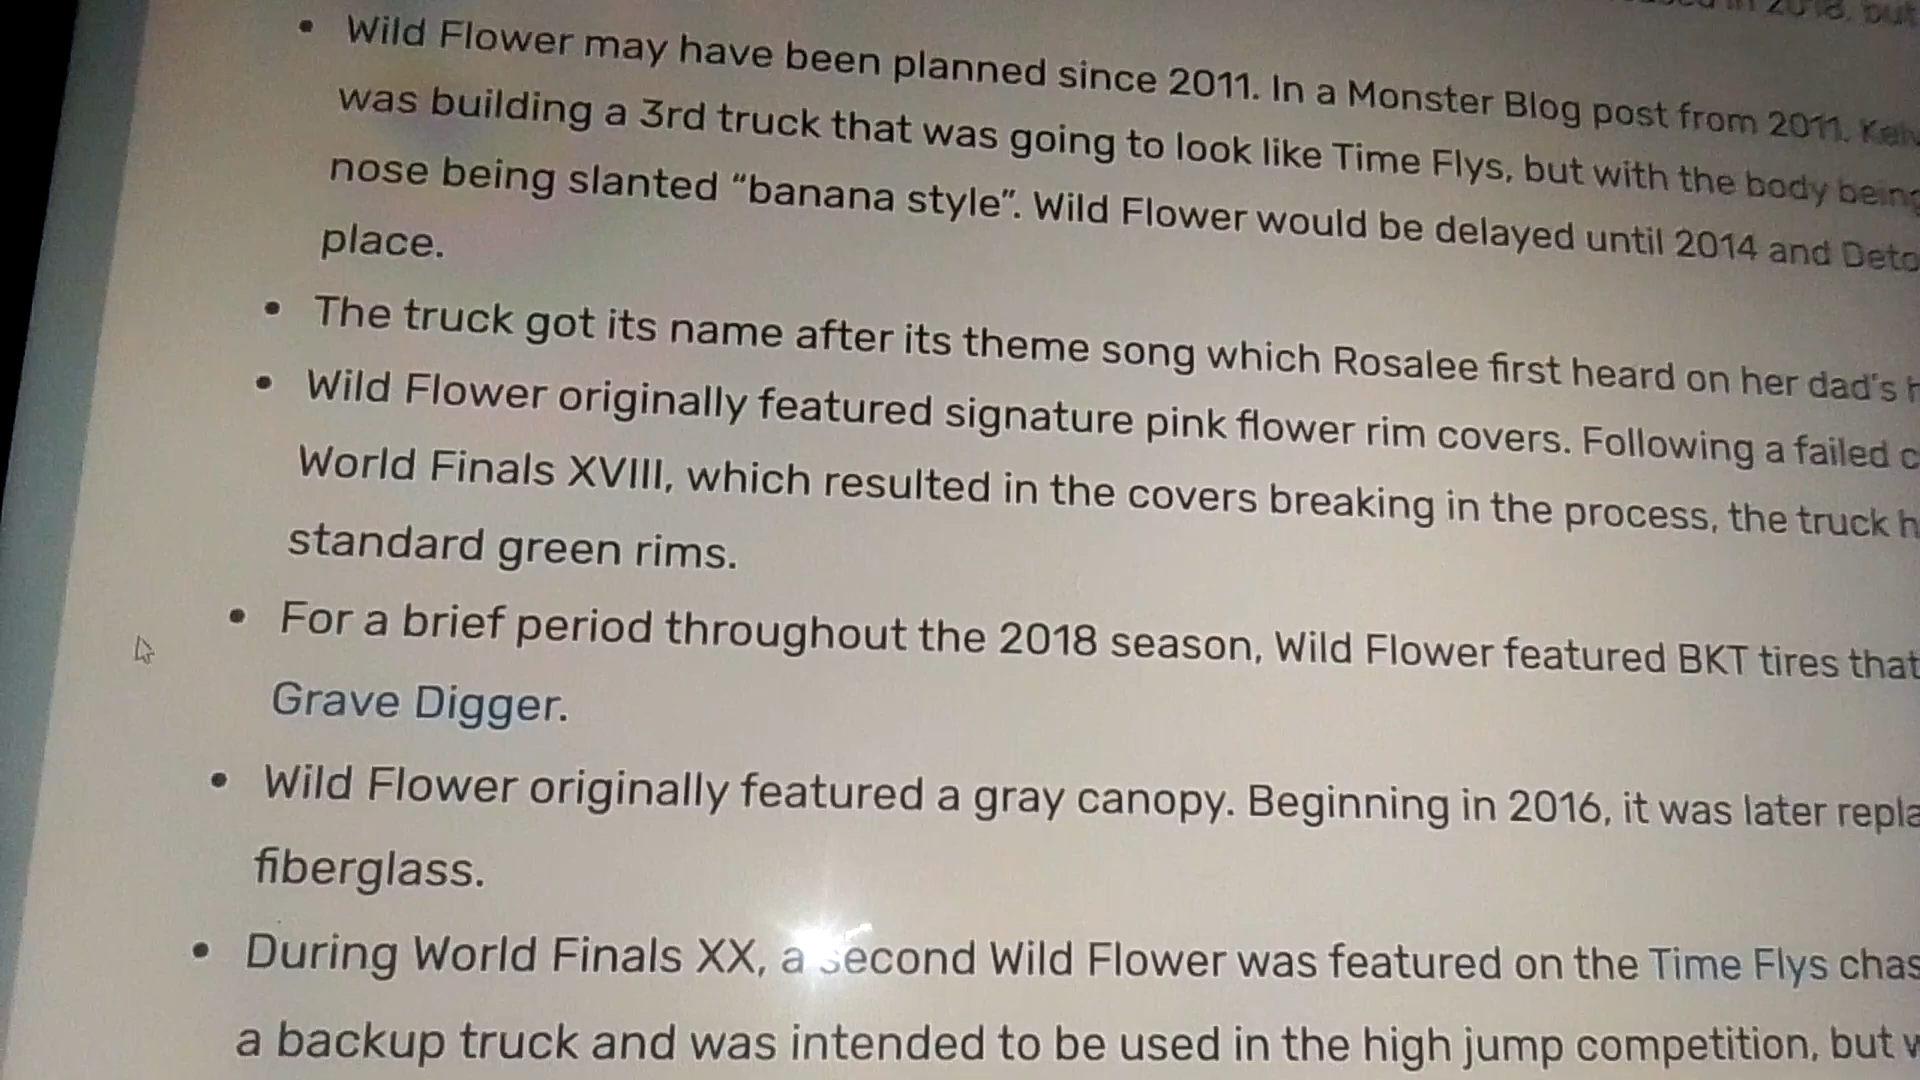 in 2018, but
Wild Flower may have been planned since 2011. In a Monster Blog post from 2011,
was building a 3rd truck that was going to look like Time Flys, but with the body being
nose being slanted “banana style”. Wild Flower would be delayed until 2014 and
place.
The truck got its name after its theme song which Rosalee first heard on her dad's
Wild Flower originally featured signature pink flower rim covers. Following a failed
World Finals XVIII, which resulted in the covers breaking in the process, the truck
standard green rims.
For a brief period throughout the 2018 season, Wild Flower featured BKT tires that
Grave Digger.
Wild Flower originally featured a gray canopy. Beginning in 2016, it was later
fiberglass.
During World Finals XX, a second Wild Flower was featured on the Time Flys
a backup truck and was intended to be used in the high jump competition, but